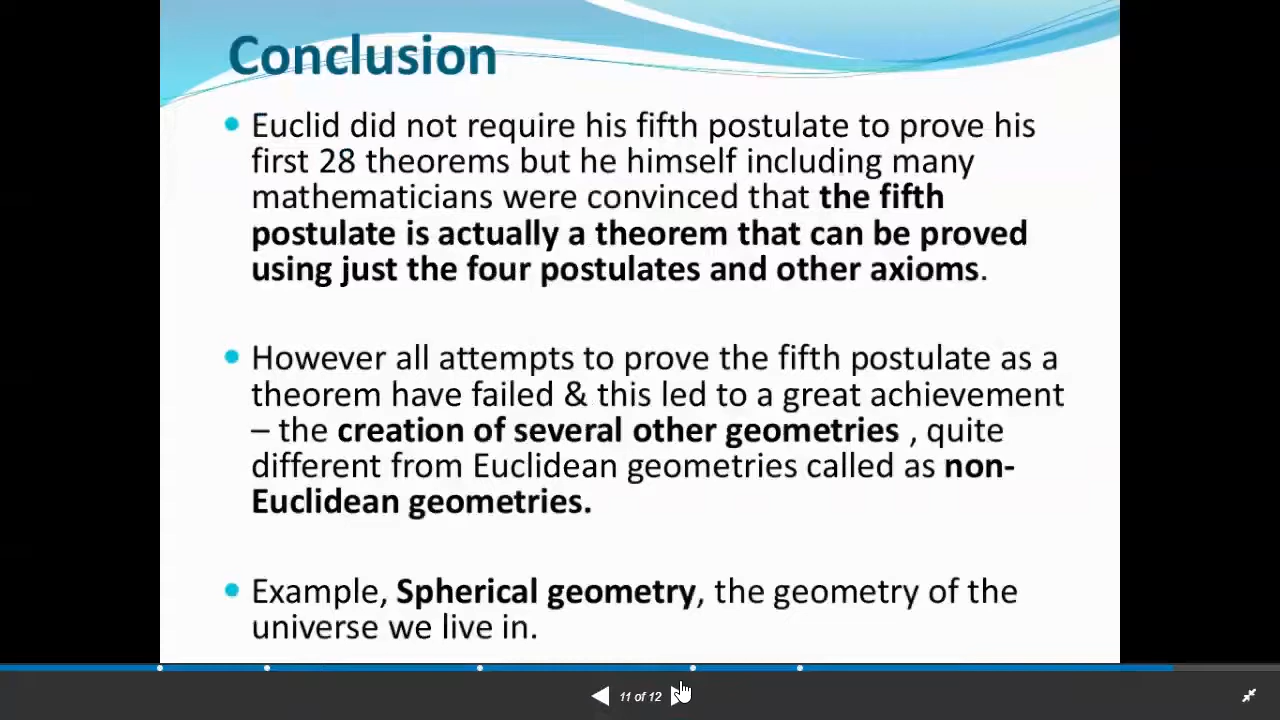 Conclusion
Euclid did not require his fifth postulate to prove his
first 28 theorems but he himself including many
mathematicians were convinced that the fifth
postulate is actually a theorem that can be proved
using just the four postulates and other axioms.
However all attempts to prove the fifth postulate as a
theorem have failed & this led to a great achievement
– the creation of several other geometries , quite
different from Euclidean geometries called as non-
Euclidean geometries.
Example, Spherical geometry, the geometry of the
universe we live in.
11 of 12